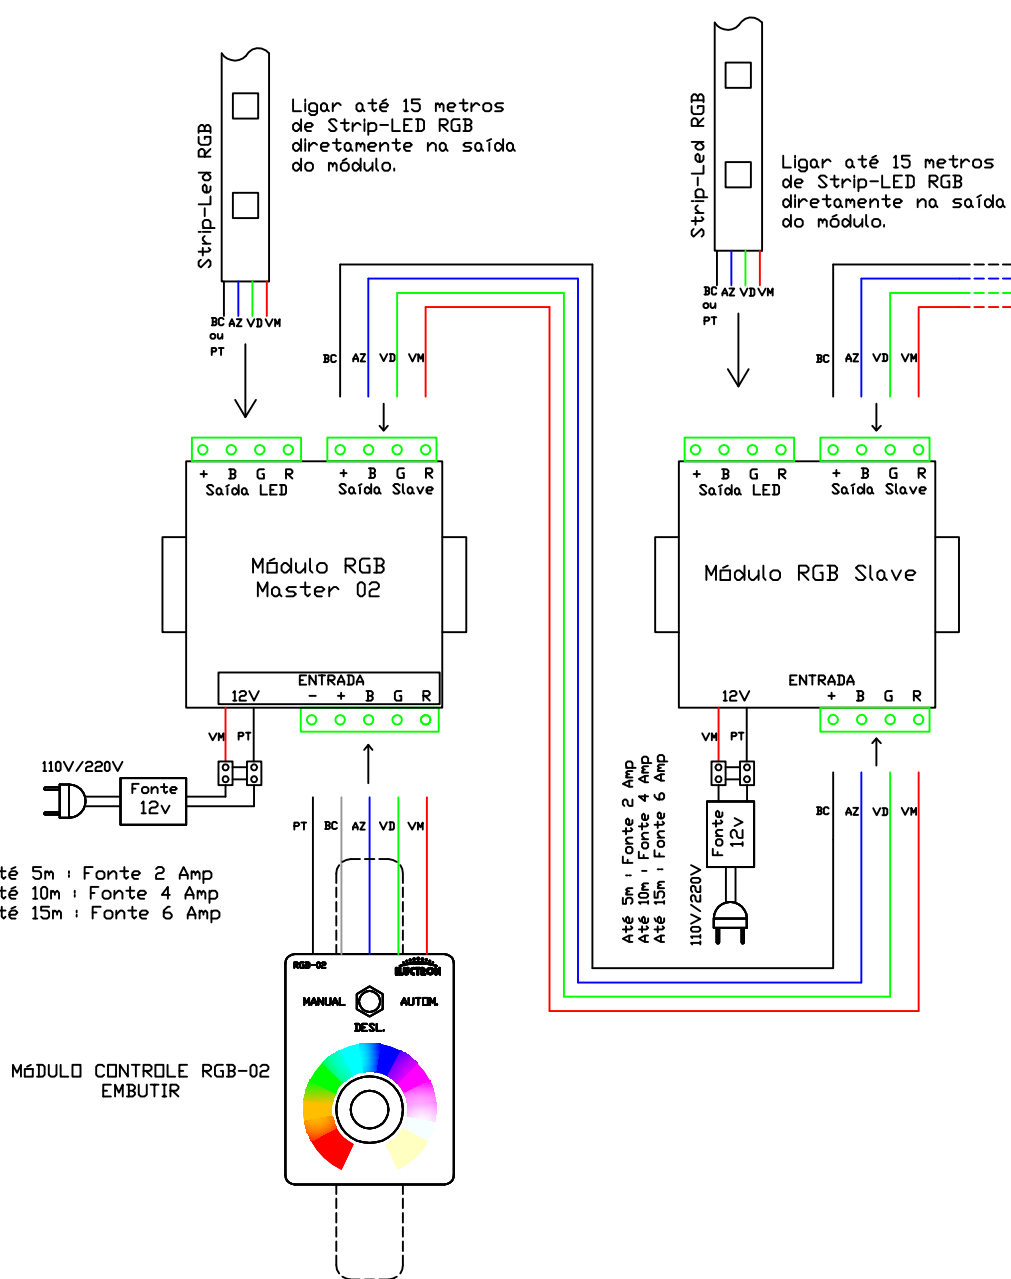 Strip-Led RGB
Ligar até 15 metros
de Strip-LED RGB
diretamente na saída
do módulo.
BC AZ VD VM
ou
PT
BC AZ VD VM
+ B G R
Saída LED
+ B G R
Saída Slave
Módulo RGB
Master 02
ENTRADA
12V - + B G R
VM PT
110V/220V
Fonte
12v
té 5m : Fonte 2 Amp
té 10m : Fonte 4 Amp
té 15m : Fonte 6 Amp
PT BC AZ VD VM
RGB-02
ELECTRON
MANUAL AUTOM.
DESL.
MóDULO CONTROLE RGB-02
EMBUTIR
Strip-Led RGB
Ligar até 15 metros
de Strip-LED RGB
diretamente na saída
do módulo.
BC AZ VD VM
ou
PT
BC AZ VD VM
+ B G R
Saída LED
+ B G R
Saída Slave
Módulo RGB Slave
ENTRADA
12V + B G R
VM PT
Até 5m : Fonte 2 Amp
Até 10m : Fonte 4 Amp
Até 15m : Fonte 6 Amp
Fonte
12v
110V/220V
BC AZ VD VM